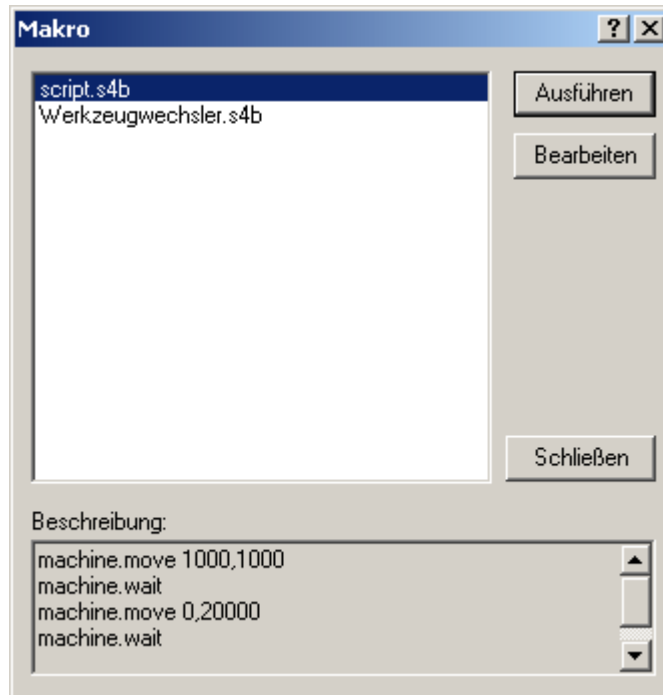 Makro
script.s4b
Werkzeugwechsler.s4b
Ausführen
Bearbeiten
Schließen
Beschreibung:
machine.move 1000,1000
machine.wait
machine.move 0,20000
machine.wait